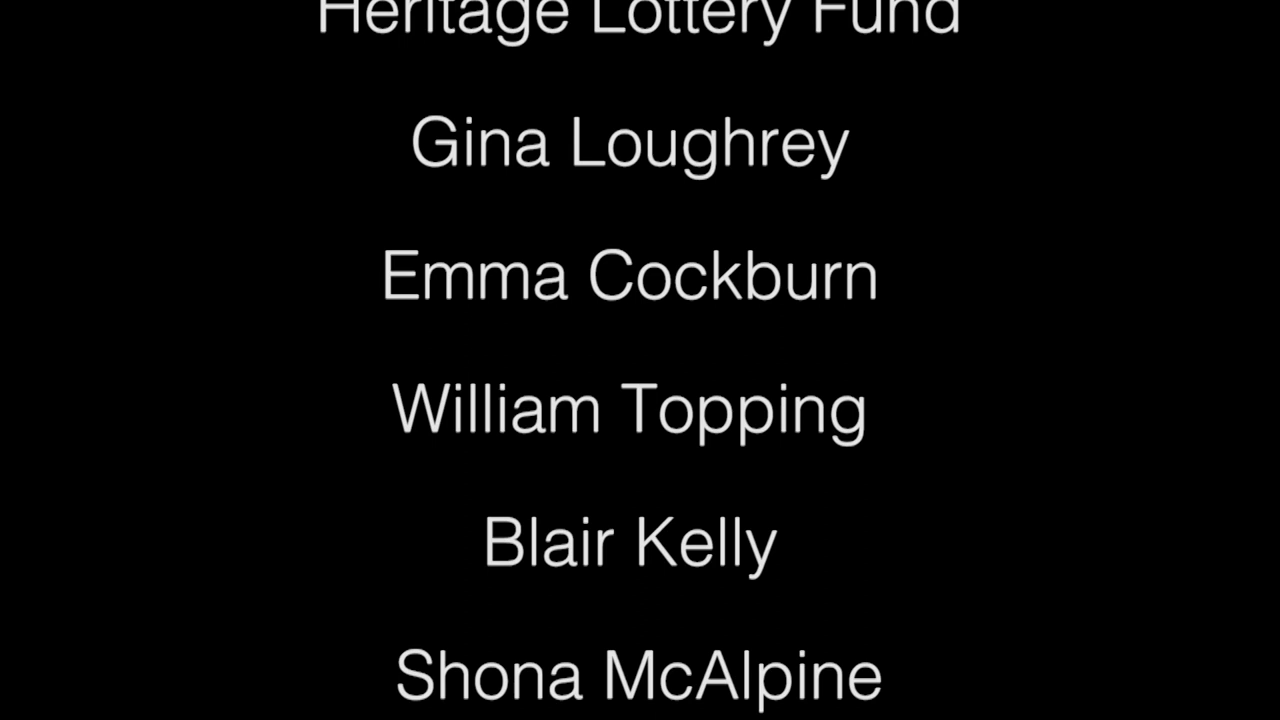 Heritage Lottery Fund
Gina Loughrey
Emma Cockburn
William Topping
Blair Kelly
Shona McAlpine